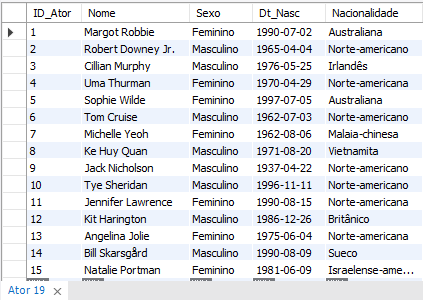 ID_Ator Nome Sexo Dt_Nasc Nacionalidade
1 Margot Robbie Feminino 1990-07-02 Australiana
2 Robert Downey Jr. Masculino 1965-04-04 Norte-americano
3 Cillian Murphy Masculino 1976-05-25 Irlandês
4 Uma Thurman Feminino 1970-04-29 Norte-americana
5 Sophie Wilde Feminino 1997-07-05 Australiana
6 Tom Cruise Masculino 1962-07-03 Norte-americano
7 Michelle Yeoh Feminino 1962-08-06 Malaia-chinesa
8 Ke Huy Quan Masculino 1971-08-20 Vietnamita
9 Jack Nicholson Masculino 1937-04-22 Norte-americano
10 Tye Sheridan Masculino 1996-11-11 Norte-americano
11 Jennifer Lawrence Feminino 1990-08-15 Norte-americana
12 Kit Harington Masculino 1986-12-26 Britânico
13 Angelina Jolie Feminino 1975-06-04 Norte-americana
14 Bill Skarsgård Masculino 1990-08-09 Sueco
15 Natalie Portman Feminino 1981-06-09 Israelense-ame...
Ator 19